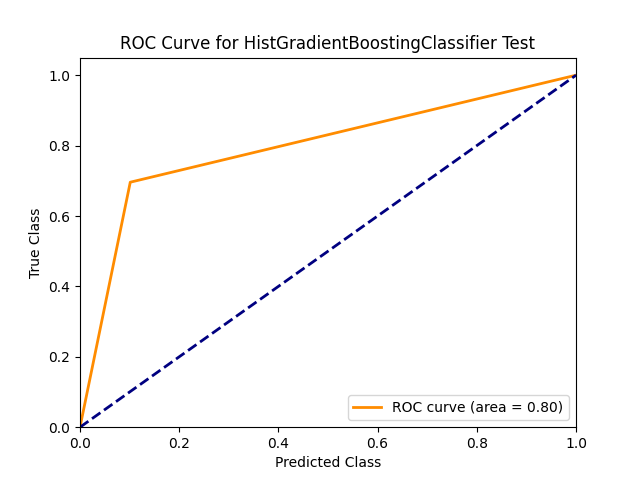 ROC Curve for HistGradientBoostingClassifier Test
True Class
1.0
0.8
0.6
0.4
0.2
0.0
ROC curve (area = 0.80)
0.0 0.2 0.4 0.6 0.8 1.0
Predicted Class